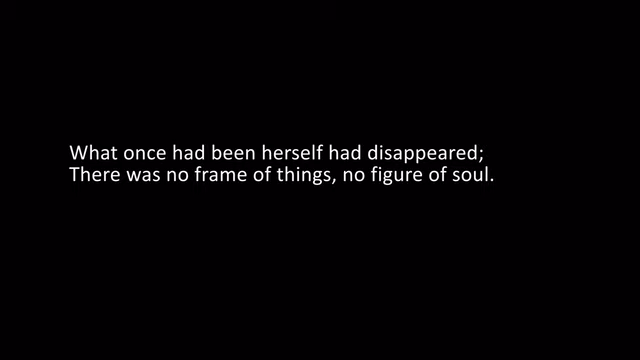 What once had been herself had disappeared;
There was no frame of things, no figure of soul.